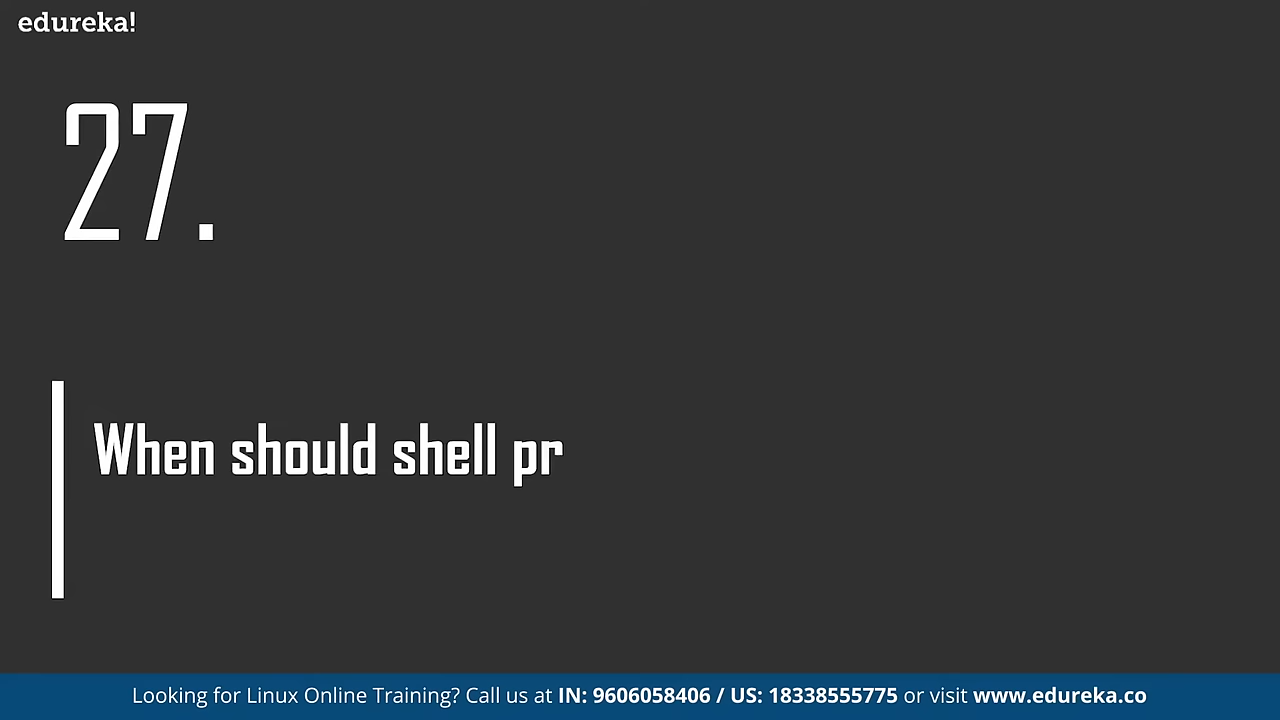 edureka!
27.
When should shell pr
Looking for Linux Online Training? Call us at IN: 9606058406 / US: 18338555775 or visit www.edureka.co